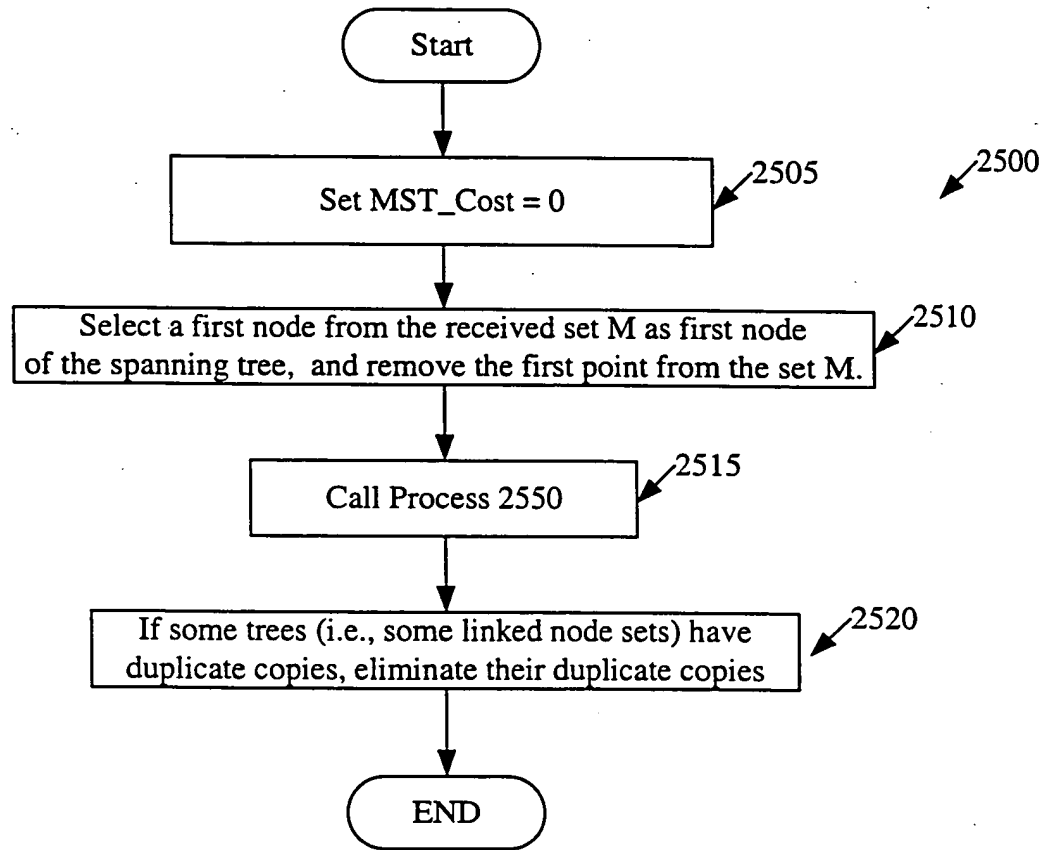 Start
2500
2505
Set MST_Cost = 0
2510
Select a first node from the received set M as first node
of the spanning tree, and remove the first point from the set M.
2515
Call Process 2550
2520
If some trees (i.e., some linked node sets) have
duplicate copies, eliminate their duplicate copies
END